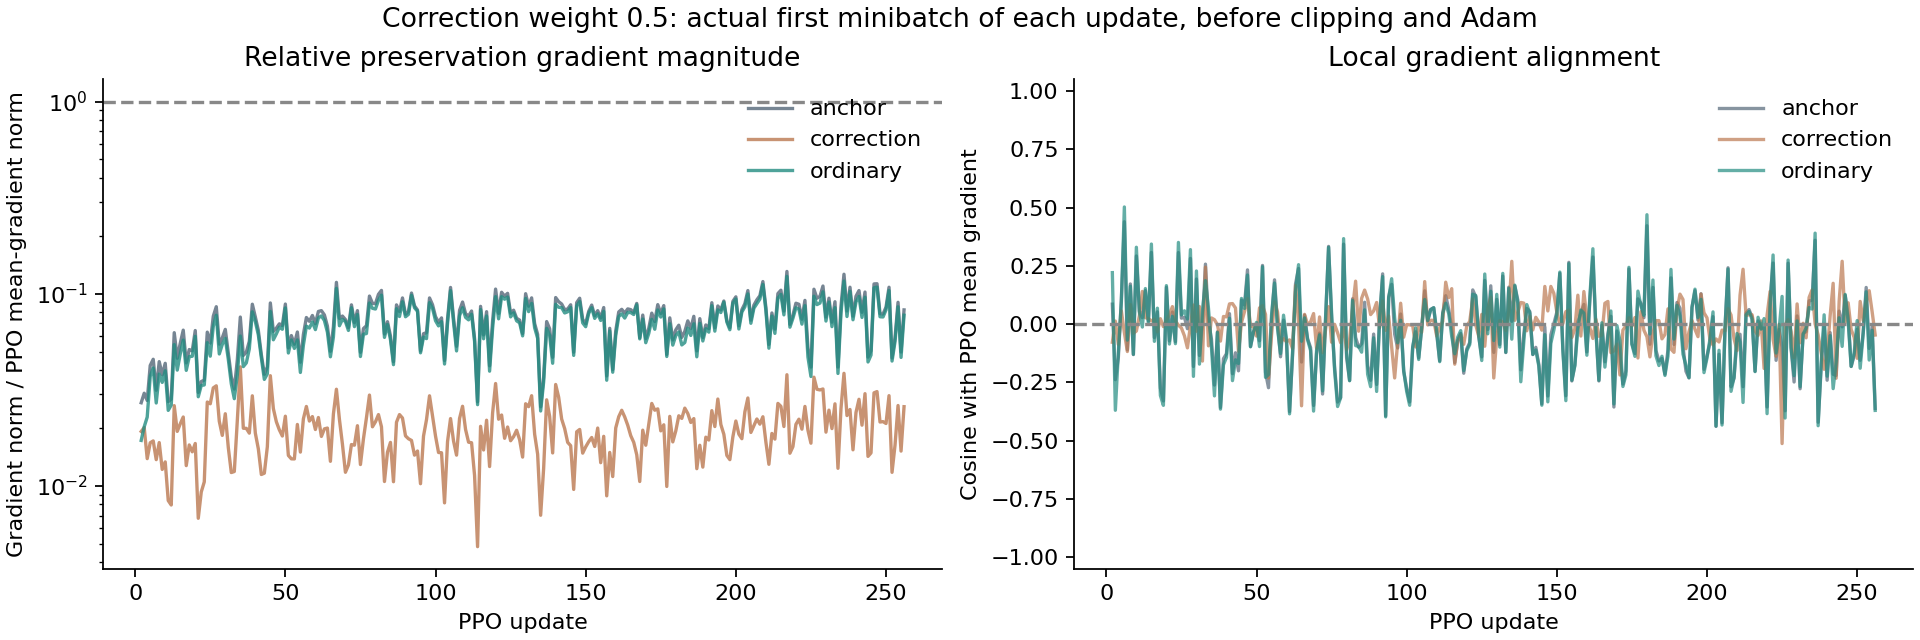 Correction weight 0.5: actual first minibatch of each update, before clipping and Adam
Relative preservation gradient magnitude
Gradient norm / PPO mean-gradient norm
10⁰
10⁻¹
10⁻²
anchor
correction
ordinary
0 50 100 150 200 250
PPO update
Local gradient alignment
Cosine with PPO mean gradient
1.00
0.75
0.50
0.25
0.00
−0.25
−0.50
−0.75
−1.00
anchor
correction
ordinary
0 50 100 150 200 250
PPO update